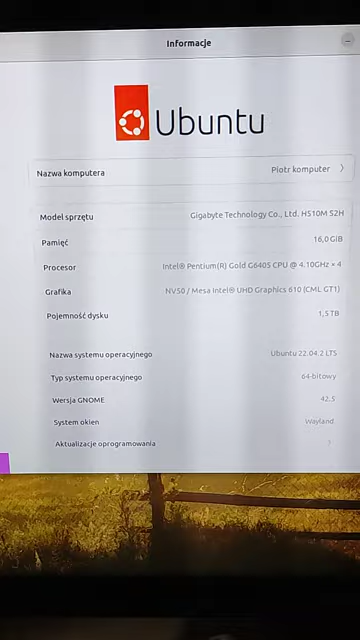 Informacje
Ubuntu
Nazwa komputera Piotr komputer
Model sprzętu Gigabyte Technology Co., Ltd. H510M S2H
Pamięć 16,0 GiB
Procesor Intel® Pentium(R) Gold G6405 CPU @ 4.10GHz × 4
Grafika NV50 / Mesa Intel® UHD Graphics 610 (CML GT1)
Pojemność dysku 1,5 TB
Nazwa systemu operacyjnego Ubuntu 22.04.2 LTS
Typ systemu operacyjnego 64-bitowy
Wersja GNOME 42.5
System okien Wayland
Aktualizacje oprogramowania